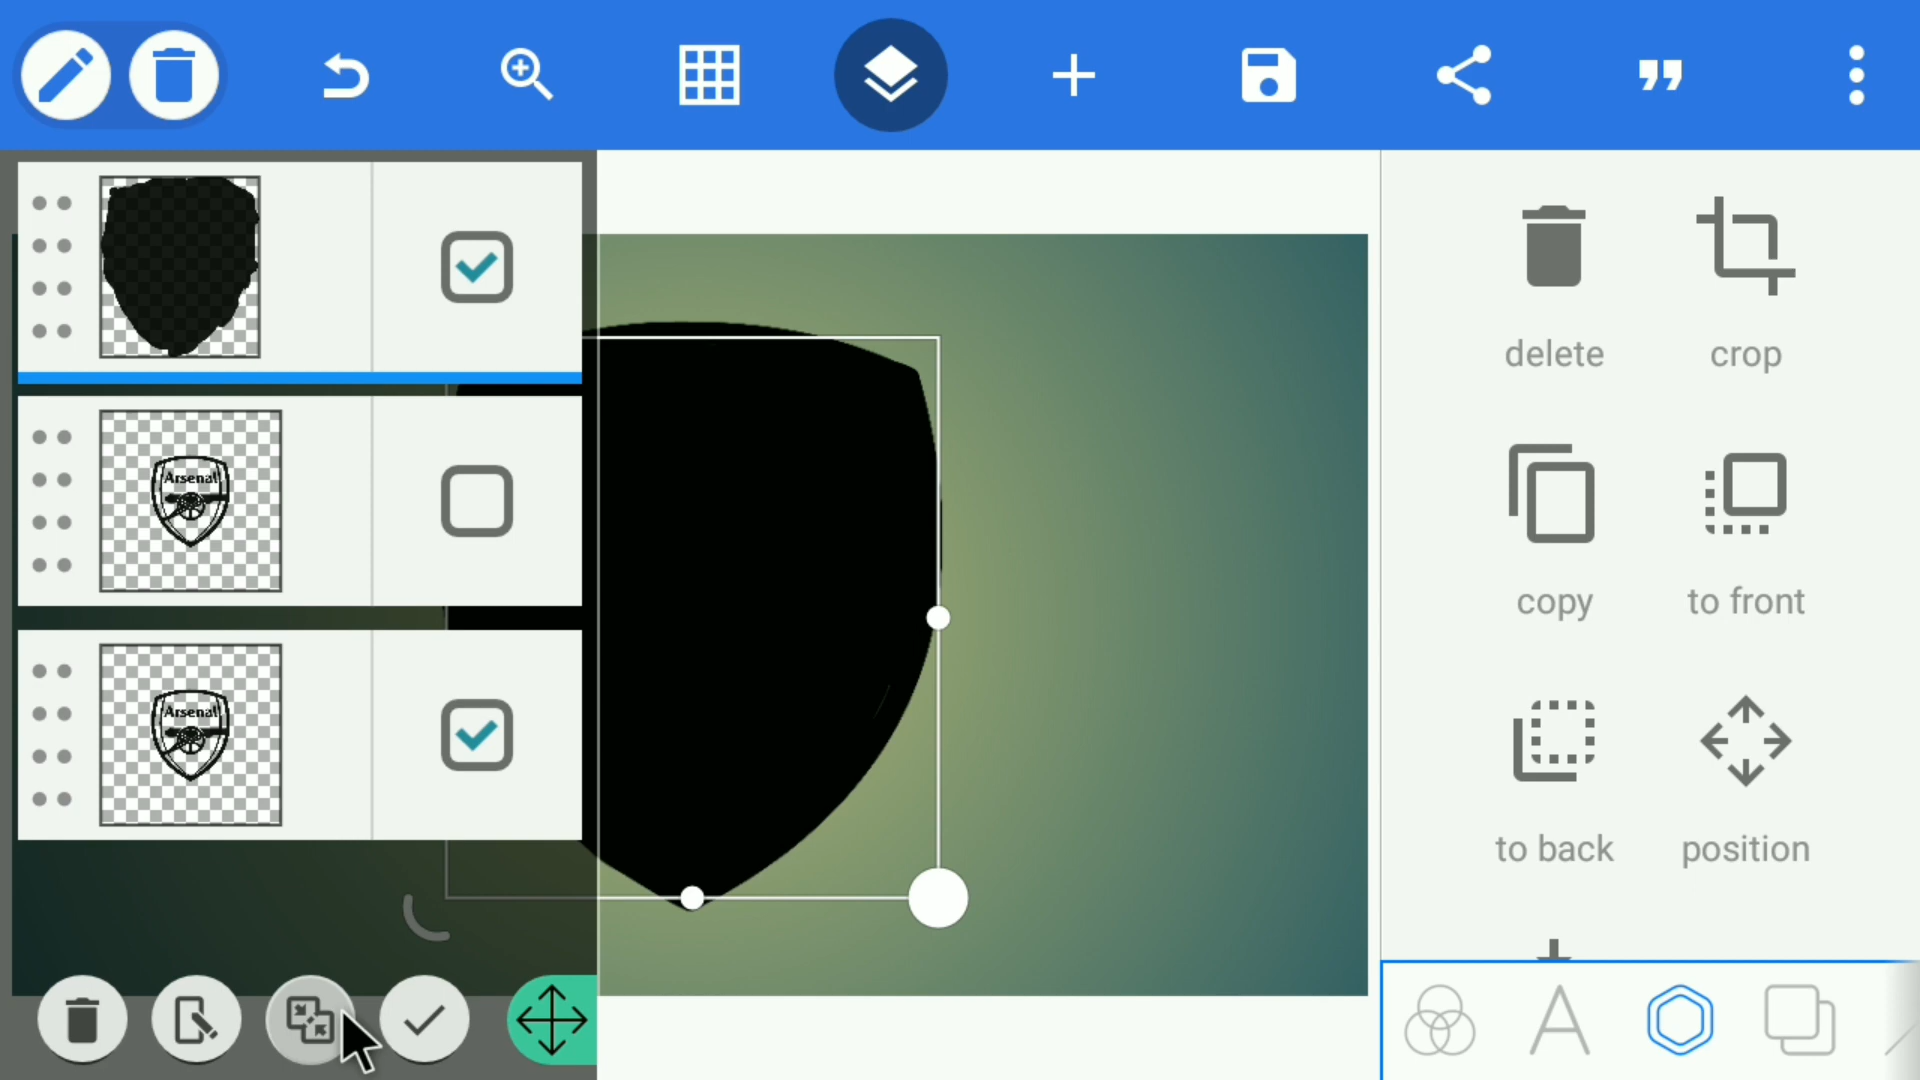 Arsenal
Arsenal
delete
crop
copy
to front
to back
position